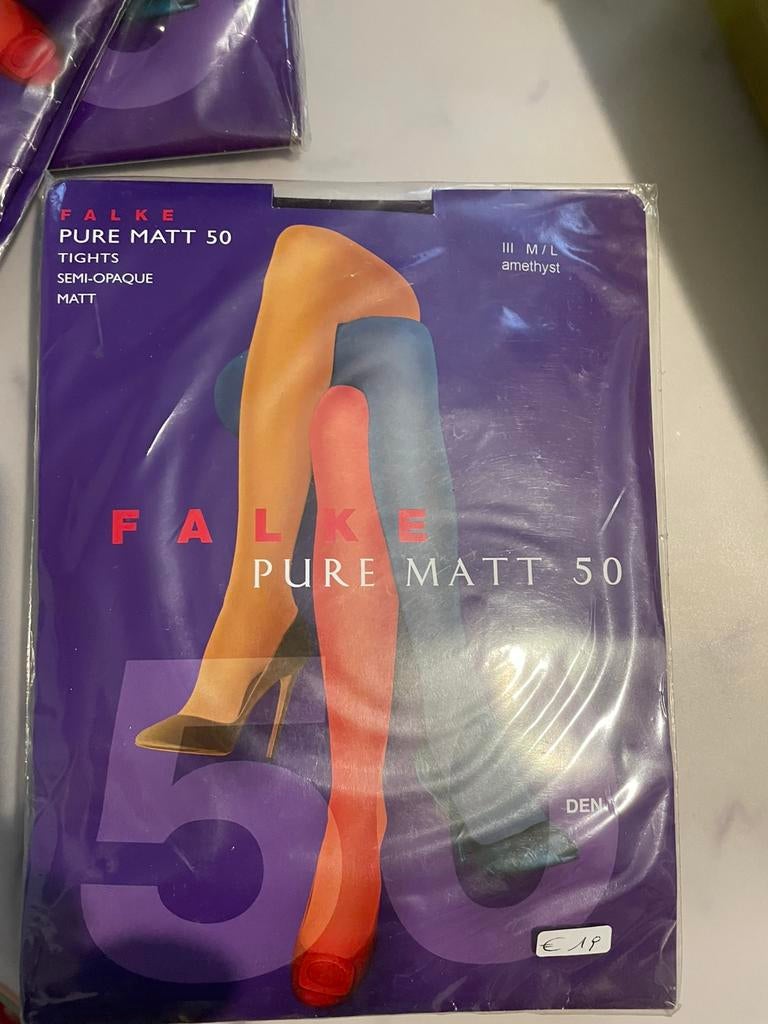 FALKE
PURE MATT 50
TIGHTS
SEMI-OPAQUE
MATT
III M/L
amethyst
FALKE
PURE MATT 50
50
DEN
€ 19